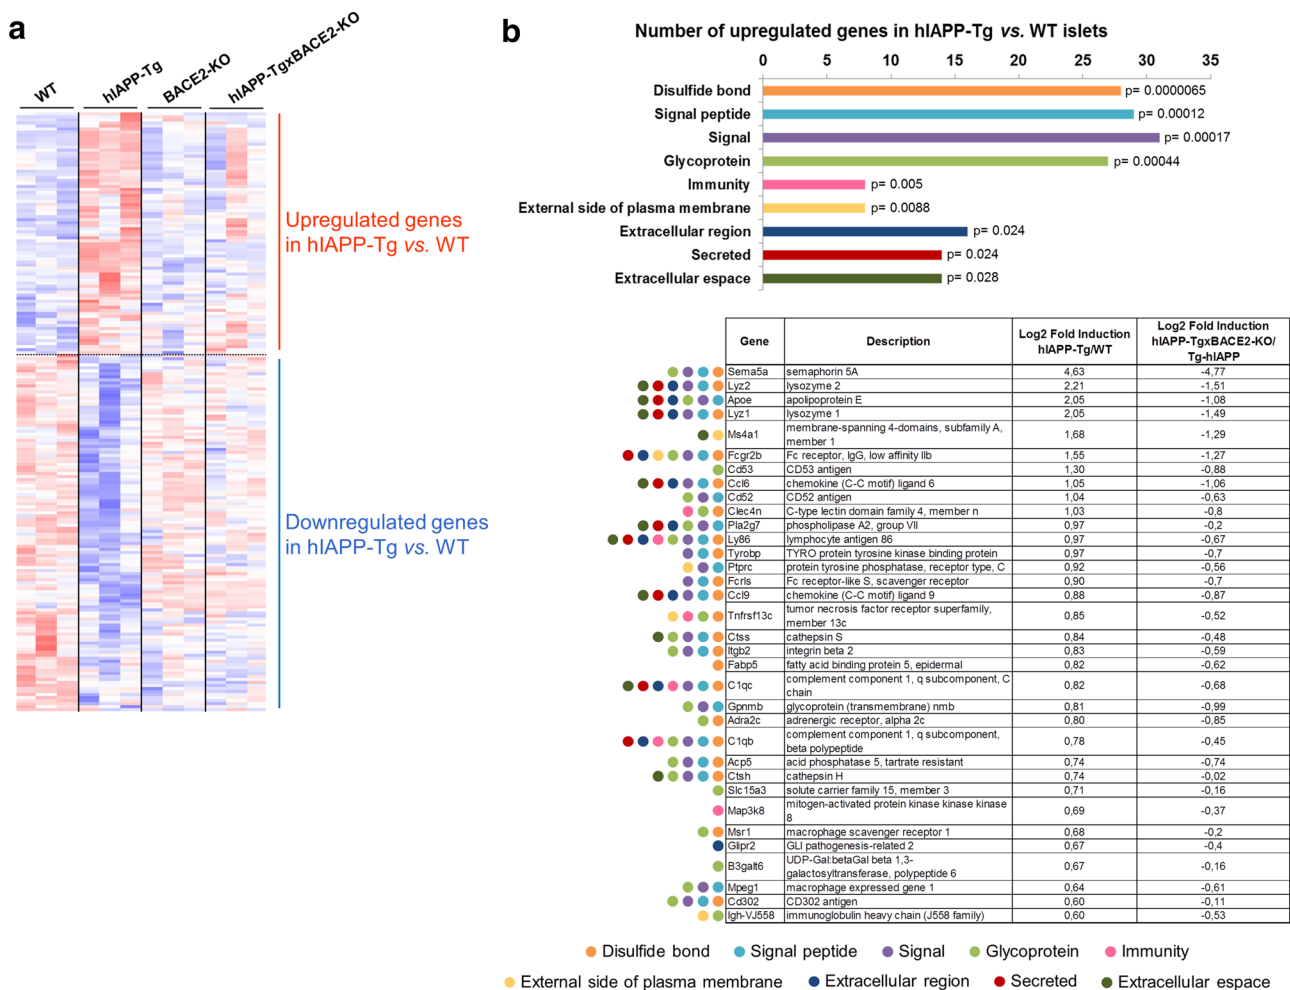 a
WT
hIAPP-Tg
BACE2-KO
hIAPP-TgxBACE2-KO
Upregulated genes
in hIAPP-Tg vs. WT
Downregulated genes
in hIAPP-Tg vs. WT
b
Number of upregulated genes in hIAPP-Tg vs. WT islets
0 5 10 15 20 25 30 35
Disulfide bond p= 0.0000065
Signal peptide p= 0.00012
Signal p= 0.00017
Glycoprotein p= 0.00044
Immunity p= 0.005
External side of plasma membrane p= 0.0088
Extracellular region p= 0.024
Secreted p= 0.024
Extracellular espace p= 0.028
Gene
Description
Log2 Fold Induction
hIAPP-Tg/WT
Log2 Fold Induction
hIAPP-TgxBACE2-KO/
Tg-hIAPP
Sema5a semaphorin 5A 4,63 -4,77
Lyz2 lysozyme 2 2,21 -1,51
Apoe apolipoprotein E 2,05 -1,08
Lyz1 lysozyme 1 2,05 -1,49
Ms4a1 membrane-spanning 4-domains, subfamily A,
member 1 1,68 -1,29
Fcgr2b Fc receptor, IgG, low affinity IIb 1,55 -1,27
Cd53 CD53 antigen 1,30 -0,88
Ccl6 chemokine (C-C motif) ligand 6 1,05 -1,06
Cd52 CD52 antigen 1,04 -0,63
Clec4n C-type lectin domain family 4, member n 1,03 -0,8
Pla2g7 phospholipase A2, group VII 0,97 -0,2
Ly86 lymphocyte antigen 86 0,97 -0,67
Tyrobp TYRO protein tyrosine kinase binding protein 0,97 -0,7
Ptprc protein tyrosine phosphatase, receptor type, C 0,92 -0,56
Fcrls Fc receptor-like S, scavenger receptor 0,90 -0,7
Ccl9 chemokine (C-C motif) ligand 9 0,88 -0,87
Tnfrsf13c tumor necrosis factor receptor superfamily,
member 13c 0,85 -0,52
Ctss cathepsin S 0,84 -0,48
Itgb2 integrin beta 2 0,83 -0,59
Fabp5 fatty acid binding protein 5, epidermal 0,82 -0,62
C1qc complement component 1, q subcomponent, C
chain 0,82 -0,68
Gpnmb glycoprotein (transmembrane) nmb 0,81 -0,99
Adra2c adrenergic receptor, alpha 2c 0,80 -0,85
C1qb complement component 1, q subcomponent,
beta polypeptide 0,78 -0,45
Acp5 acid phosphatase 5, tartrate resistant 0,74 -0,74
Ctsh cathepsin H 0,74 -0,02
Slc15a3 solute carrier family 15, member 3 0,71 -0,16
Map3k8 mitogen-activated protein kinase kinase kinase
8 0,69 -0,37
Msr1 macrophage scavenger receptor 1 0,68 -0,2
Glipr2 GLI pathogenesis-related 2 0,67 -0,4
B3galt6 UDP-Gal:betaGal beta 1,3-
galactosyltransferase, polypeptide 6 0,67 -0,16
Mpeg1 macrophage expressed gene 1 0,64 -0,61
Cd302 CD302 antigen 0,60 -0,11
Igh-VJ558 immunoglobulin heavy chain (J558 family) 0,60 -0,53
Disulfide bond Signal peptide Signal Glycoprotein Immunity
External side of plasma membrane Extracellular region Secreted Extracellular espace